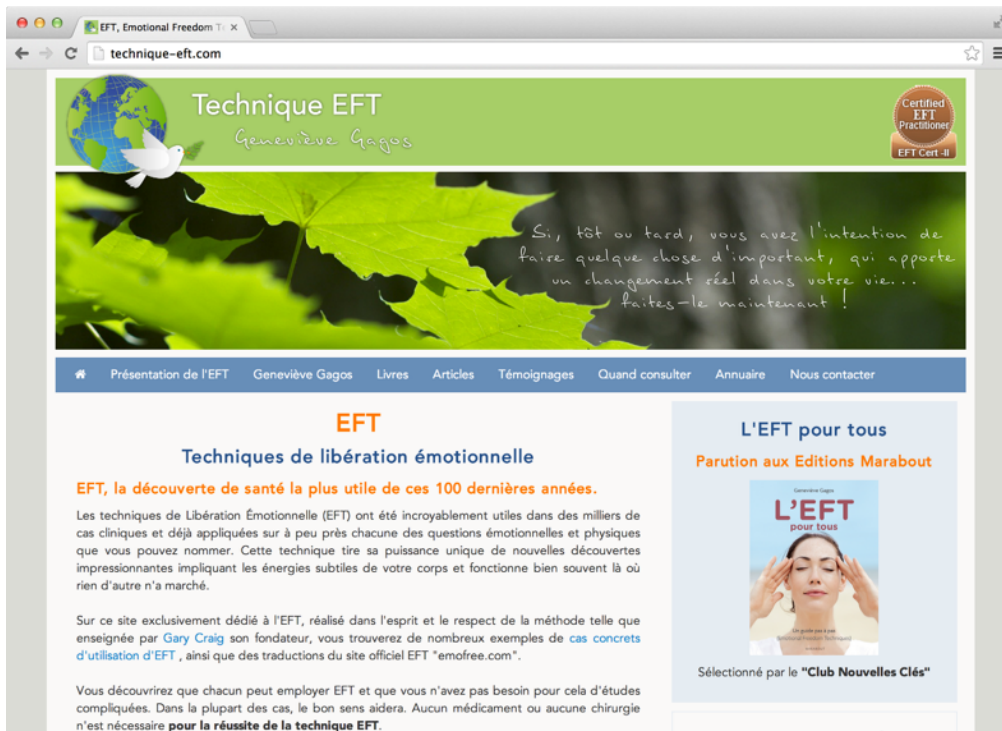 EFT, Emotional Freedom Te
technique-eft.com
Technique EFT
Geneviève Gagos
Certified
EFT
Practitioner
EFT Cert -II
Si, tôt ou tard, vous avez l'intention de
faire quelque chose d'important, qui apporte
un changement réel dans votre vie...
faites-le maintenant !
Présentation de l'EFT Geneviève Gagos Livres Articles Témoignages Quand consulter Annuaire Nous contacter
EFT
Techniques de libération émotionnelle
EFT, la découverte de santé la plus utile de ces 100 dernières années.
Les techniques de Libération Émotionnelle (EFT) ont été incroyablement utiles dans des milliers de
cas cliniques et déjà appliquées sur à peu près chacune des questions émotionnelles et physiques
que vous pouvez nommer. Cette technique tire sa puissance unique de nouvelles découvertes
impressionnantes impliquant les énergies subtiles de votre corps et fonctionne bien souvent là où
rien d'autre n'a marché.
Sur ce site exclusivement dédié à l'EFT, réalisé dans l'esprit et le respect de la méthode telle que
enseignée par Gary Craig son fondateur, vous trouverez de nombreux exemples de cas concrets
d'utilisation d'EFT , ainsi que des traductions du site officiel EFT "emofree.com".
Vous découvrirez que chacun peut employer EFT et que vous n'avez pas besoin pour cela d'études
compliquées. Dans la plupart des cas, le bon sens aidera. Aucun médicament ou aucune chirurgie
n'est nécessaire pour la réussite de la technique EFT.
L'EFT pour tous
Parution aux Editions Marabout
Geneviève Gagos
L'EFT
pour tous
Un guide pas à pas
(Emotional Freedom Techniques)
Sélectionné par le "Club Nouvelles Clés"